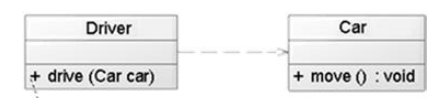 Driver
+ drive (Car car)
Car
+ move () : void